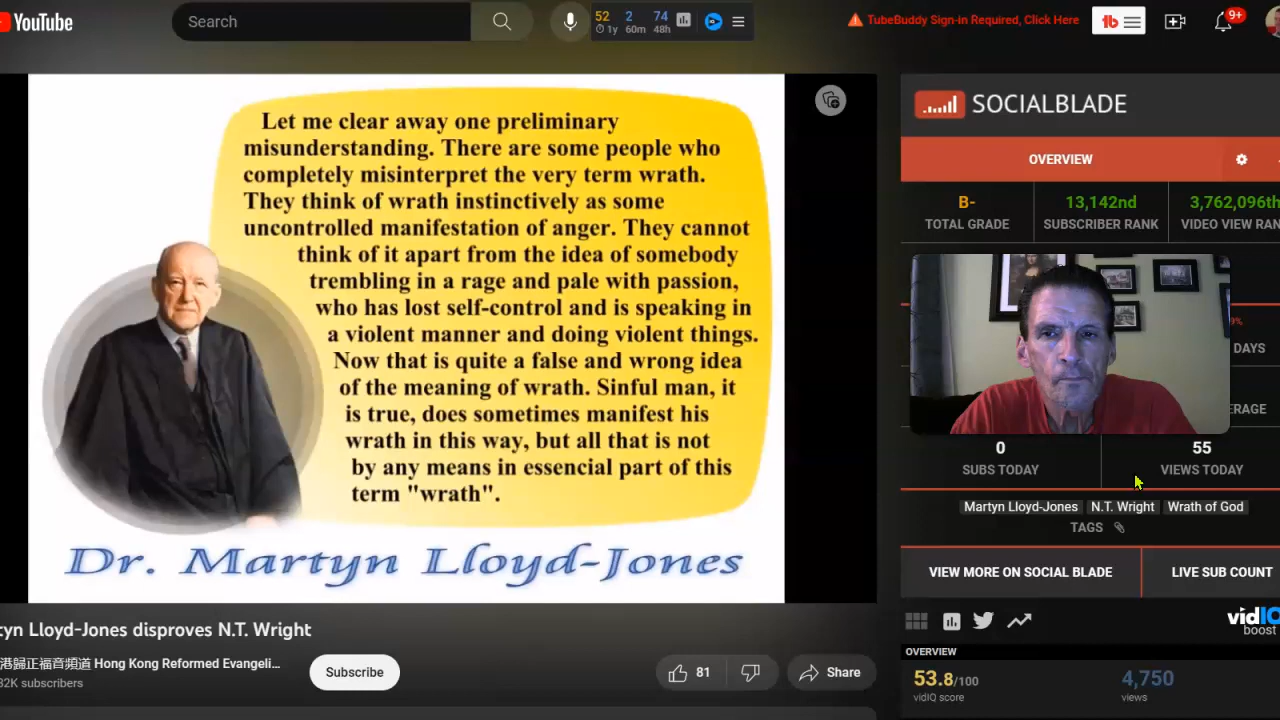 YouTube
Search
52 2 74
1y 60m 48h
TubeBuddy Sign-in Required, Click Here
tb
9+
Let me clear away one preliminary
misunderstanding. There are some people who
completely misinterpret the very term wrath.
They think of wrath instinctively as some
uncontrolled manifestation of anger. They cannot
think of it apart from the idea of somebody
trembling in a rage and pale with passion,
who has lost self-control and is speaking in
a violent manner and doing violent things.
Now that is quite a false and wrong idea
of the meaning of wrath. Sinful man, it
is true, does sometimes manifest his
wrath in this way, but all that is not
by any means in essencial part of this
term "wrath".
Dr. Martyn Lloyd-Jones
tyn Lloyd-Jones disproves N.T. Wright
港歸正福音頻道 Hong Kong Reformed Evangeli...
32K subscribers
Subscribe
81
Share
SOCIALBLADE
OVERVIEW
B- 13,142nd 3,762,096th
TOTAL GRADE SUBSCRIBER RANK VIDEO VIEW RAN
9%
DAYS
ERAGE
0 55
SUBS TODAY VIEWS TODAY
Martyn Lloyd-Jones N.T. Wright Wrath of God
TAGS
VIEW MORE ON SOCIAL BLADE LIVE SUB COUNT
vidIQ
boost
OVERVIEW
53.8/100 4,750
vidIQ score views